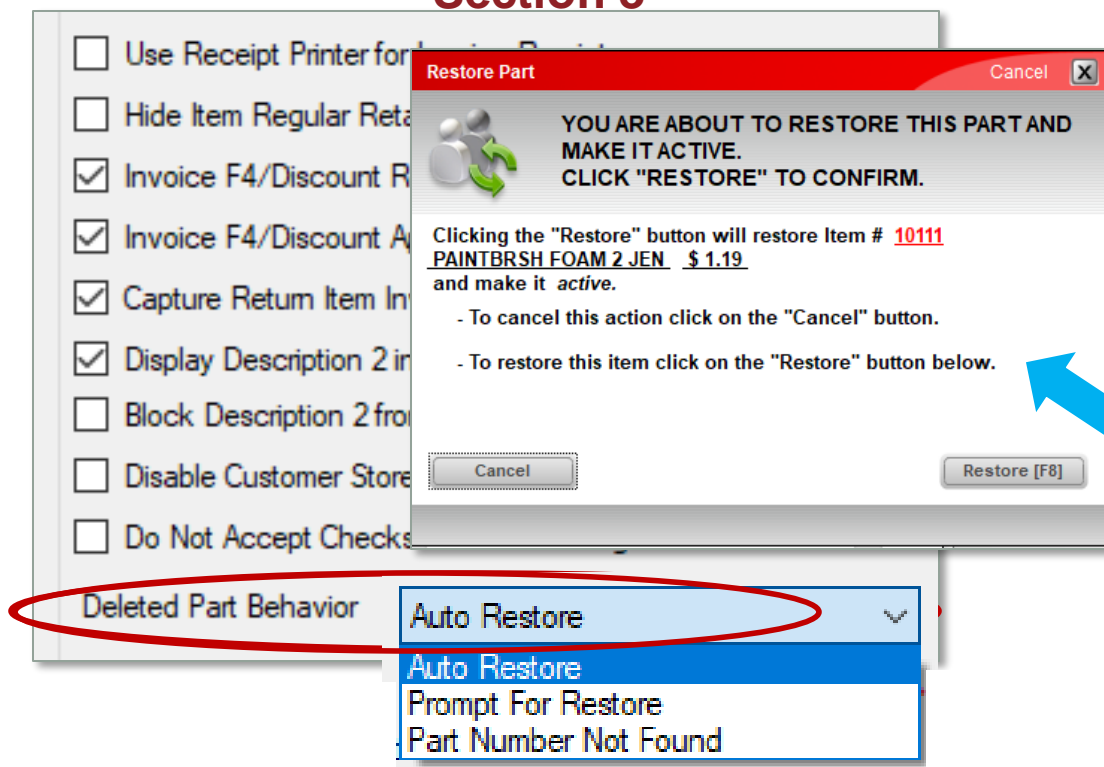 Use Receipt Printer for
Hide Item Regular
Invoice F4/Discount
Invoice F4/Discount
Capture Return Item
Display Description 2 in
Block Description 2
Disable Customer Store
Do Not Accept Checks
Deleted Part Behavior
Auto Restore
Auto Restore
Prompt For Restore
Part Number Not Found
Restore Part
Cancel
X
YOU ARE ABOUT TO RESTORE THIS PART AND
MAKE IT ACTIVE.
CLICK "RESTORE" TO CONFIRM.
Clicking the "Restore" button will restore Item # 10111
PAINTBRSH FOAM 2 JEN $ 1.19
and make it active.
- To cancel this action click on the "Cancel" button.
- To restore this item click on the "Restore" button below.
Cancel
Restore [F8]